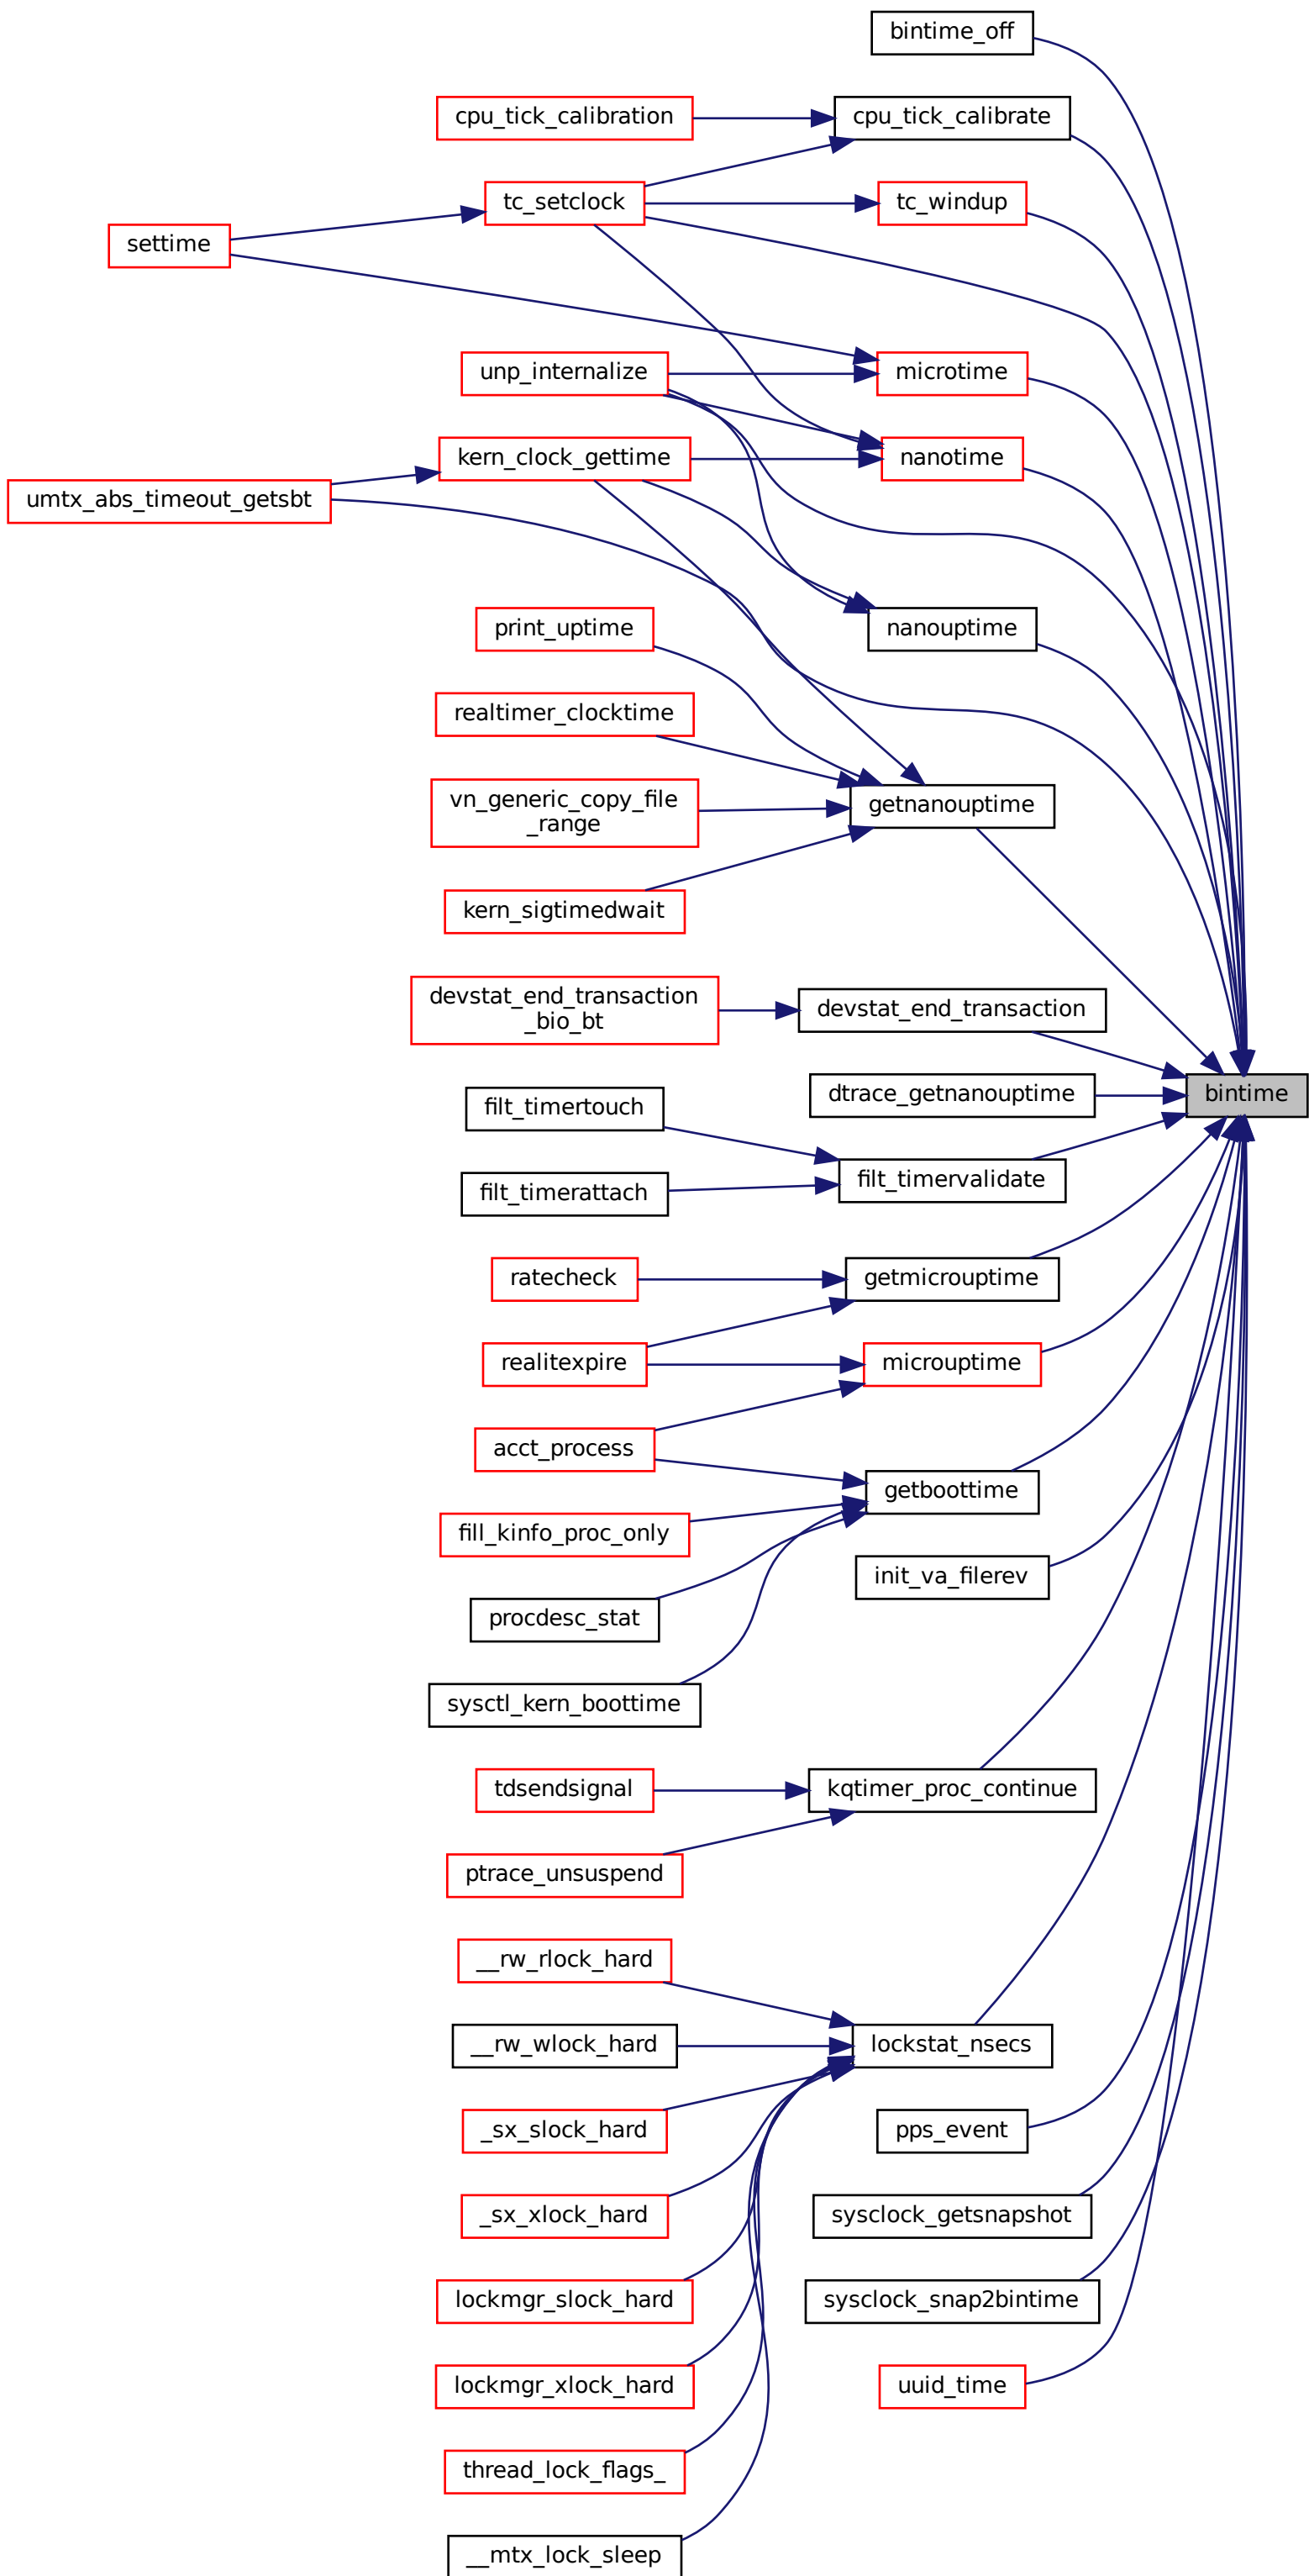 bintime_off
cpu_tick_calibration
cpu_tick_calibrate
tc_setclock
tc_windup
settime
unp_internalize
microtime
kern_clock_gettime
nanotime
umtx_abs_timeout_getsbt
print_uptime
nanouptime
realtimer_clocktime
vn_generic_copy_file
_range
getnanouptime
kern_sigtimedwait
devstat_end_transaction
_bio_bt
devstat_end_transaction
filt_timertouch
dtrace_getnanouptime
bintime
filt_timerattach
filt_timervalidate
ratecheck
getmicrouptime
realitexpire
microuptime
acct_process
getboottime
fill_kinfo_proc_only
init_va_filerev
procdesc_stat
sysctl_kern_boottime
tdsendsignal
kqtimer_proc_continue
ptrace_unsuspend
__rw_rlock_hard
__rw_wlock_hard
lockstat_nsecs
_sx_slock_hard
pps_event
_sx_xlock_hard
sysclock_getsnapshot
lockmgr_slock_hard
sysclock_snap2bintime
lockmgr_xlock_hard
uuid_time
thread_lock_flags_
__mtx_lock_sleep